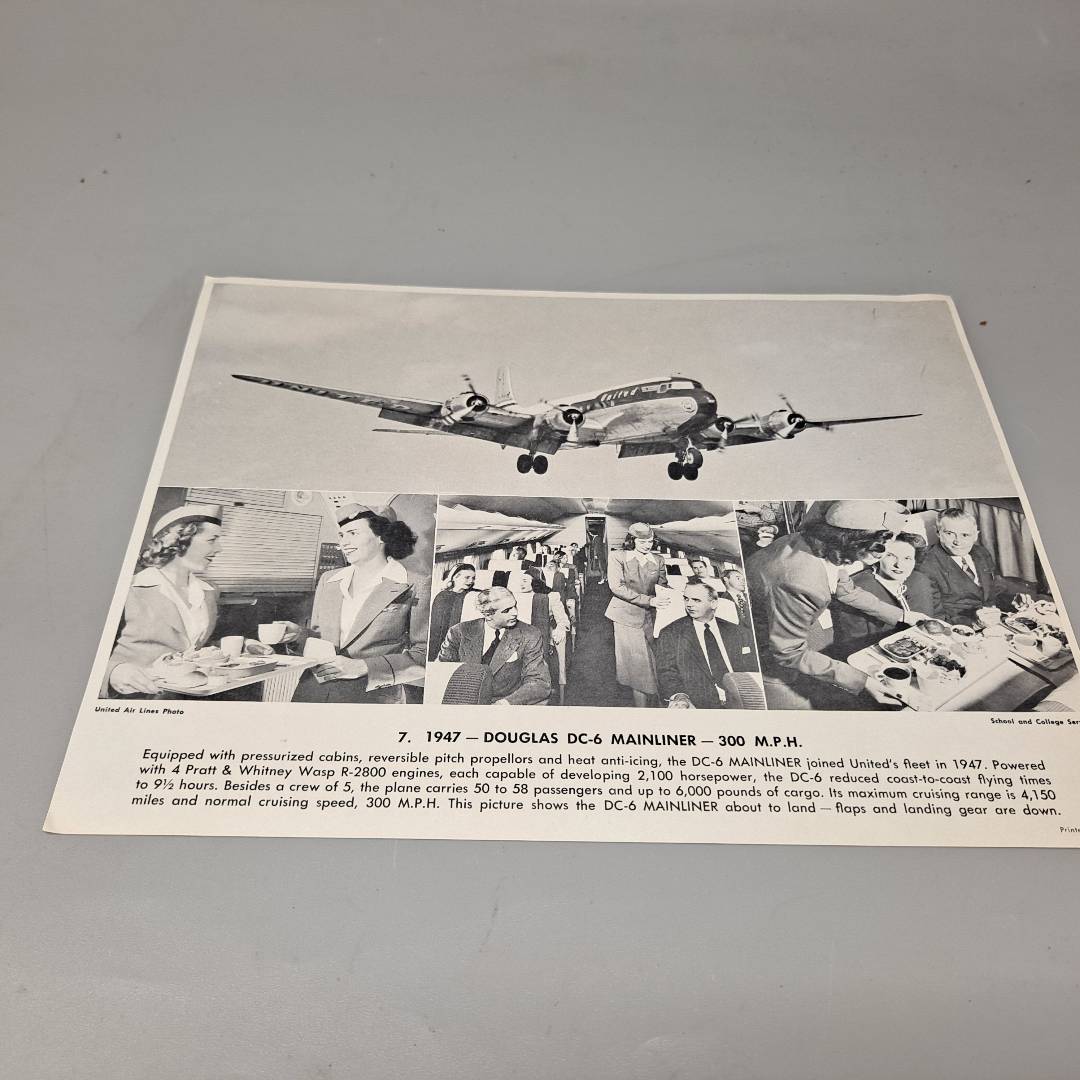 UNITED
United
United Air Lines Photo
School and College Ser
7. 1947 — DOUGLAS DC-6 MAINLINER — 300 M.P.H.
Equipped with pressurized cabins, reversible pitch propellors and heat anti-icing, the DC-6 MAINLINER joined United's fleet in 1947. Powered
with 4 Pratt & Whitney Wasp R-2800 engines, each capable of developing 2,100 horsepower, the DC-6 reduced coast-to-coast flying times
to 9½ hours. Besides a crew of 5, the plane carries 50 to 58 passengers and up to 6,000 pounds of cargo. Its maximum cruising range is 4,150
miles and normal cruising speed, 300 M.P.H. This picture shows the DC-6 MAINLINER about to land — flaps and landing gear are down.
Printe